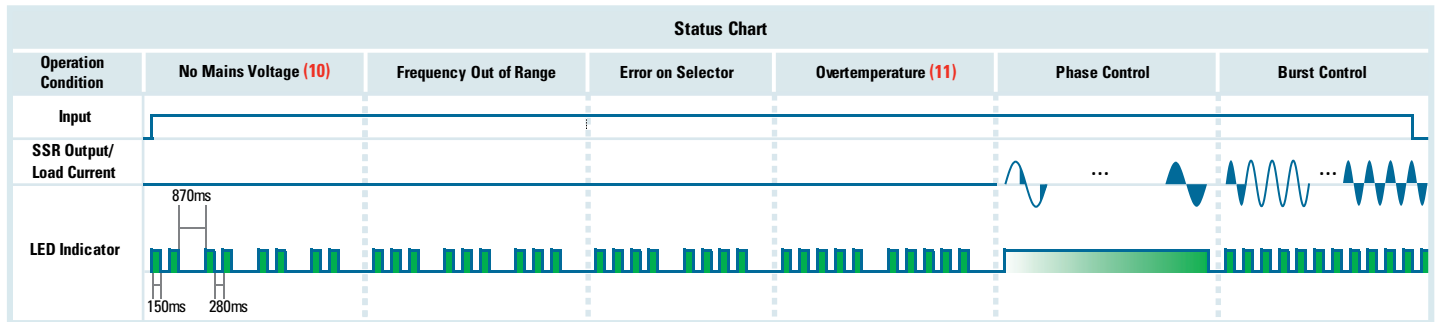 Status Chart
Operation
Condition
No Mains Voltage (10)
Frequency Out of Range
Error on Selector
Overtemperature (11)
Phase Control
Burst Control
Input
SSR Output/
Load Current
...
...
870ms
LED Indicator
150ms
280ms